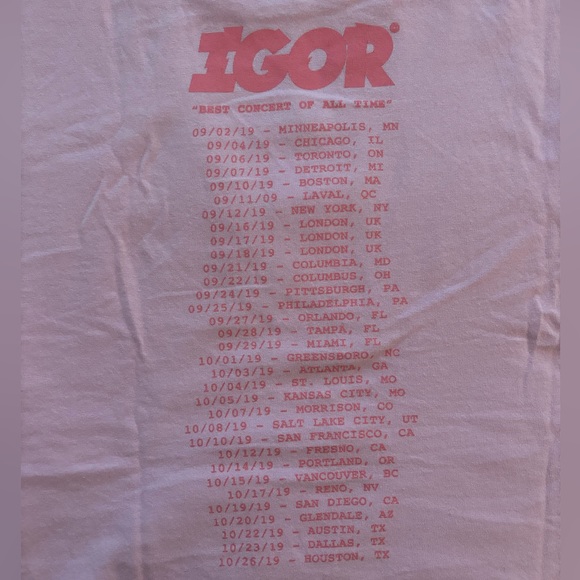 IGOR
"BEST CONCERT OF ALL TIME"
09/02/19 - MINNEAPOLIS, MN
09/04/19 - CHICAGO, IL
09/06/19 - TORONTO, ON
09/07/19 - DETROIT, MI
09/10/19 - BOSTON, MA
09/11/09 - LAVAL, QC
09/12/19 - NEW YORK, NY
09/16/19 - LONDON, UK
09/17/19 - LONDON, UK
09/18/19 - LONDON, UK
09/21/19 - COLUMBIA, MD
09/22/19 - COLUMBUS, OH
09/24/19 - PITTSBURGH, PA
09/25/19 - PHILADELPHIA, PA
09/27/19 - ORLANDO, FL
09/28/19 - TAMPA, FL
09/29/19 - MIAMI, FL
10/01/19 - GREENSBORO, NC
10/03/19 - ATLANTA, GA
10/04/19 - ST. LOUIS, MO
10/05/19 - KANSAS CITY, MO
10/07/19 - MORRISON, CO
10/08/19 - SALT LAKE CITY, UT
10/10/19 - SAN FRANCISCO, CA
10/12/19 - FRESNO, CA
10/14/19 - PORTLAND, OR
10/15/19 - VANCOUVER, BC
10/17/19 - RENO, NV
10/19/19 - SAN DIEGO, CA
10/20/19 - GLENDALE, AZ
10/22/19 - AUSTIN, TX
10/23/19 - DALLAS, TX
10/26/19 - HOUSTON, TX